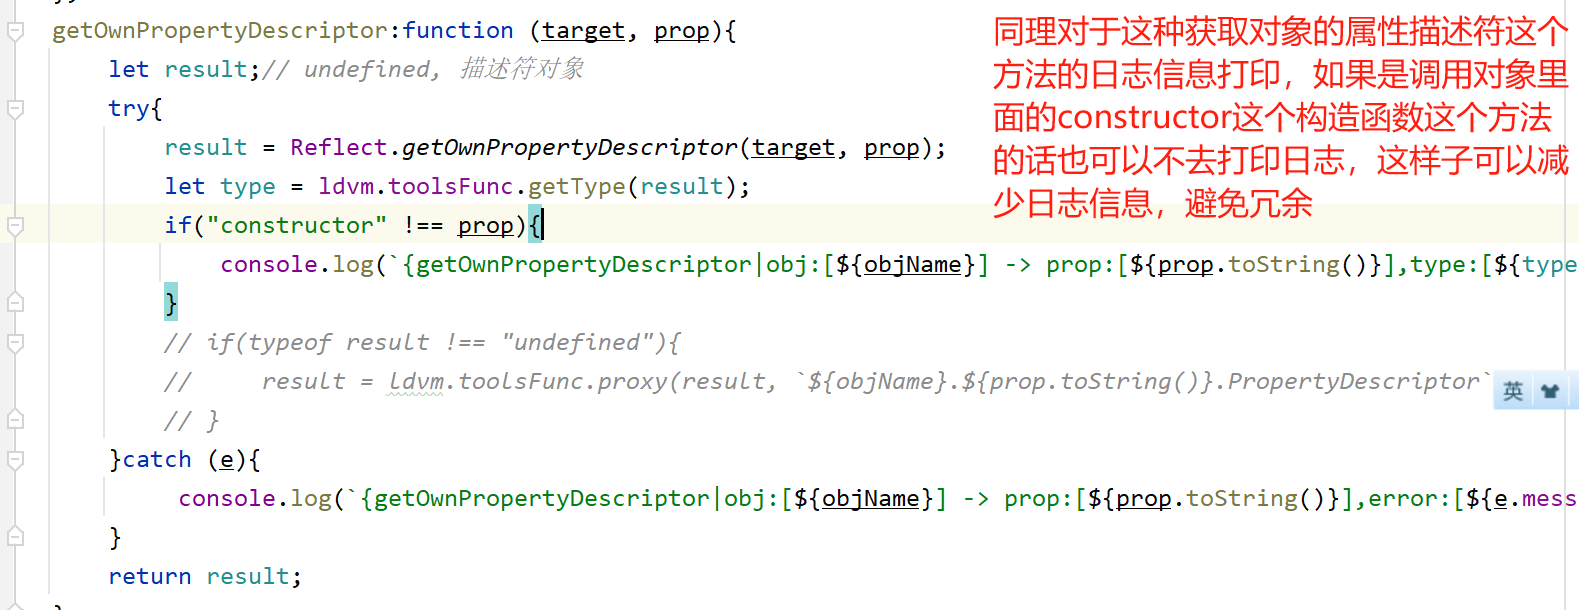 getOwnPropertyDescriptor:function (target, prop){
let result;// undefined, 描述符对象
try{
result = Reflect.getOwnPropertyDescriptor(target, prop);
let type = ldvm.toolsFunc.getType(result);
if("constructor" !== prop){
console.log(`{getOwnPropertyDescriptor|obj:[${objName}] -> prop:[${prop.toString()}],type:[${type
}
// if(typeof result !== "undefined"){
//     result = ldvm.toolsFunc.proxy(result, `${objName}.${prop.toString()}.PropertyDescriptor`
// }
}catch (e){
console.log(`{getOwnPropertyDescriptor|obj:[${objName}] -> prop:[${prop.toString()}],error:[${e.mess
}
return result;
同理对于这种获取对象的属性描述符这个
方法的日志信息打印，如果是调用对象里
面的constructor这个构造函数这个方法
的话也可以不去打印日志，这样子可以减
少日志信息，避免冗余
英